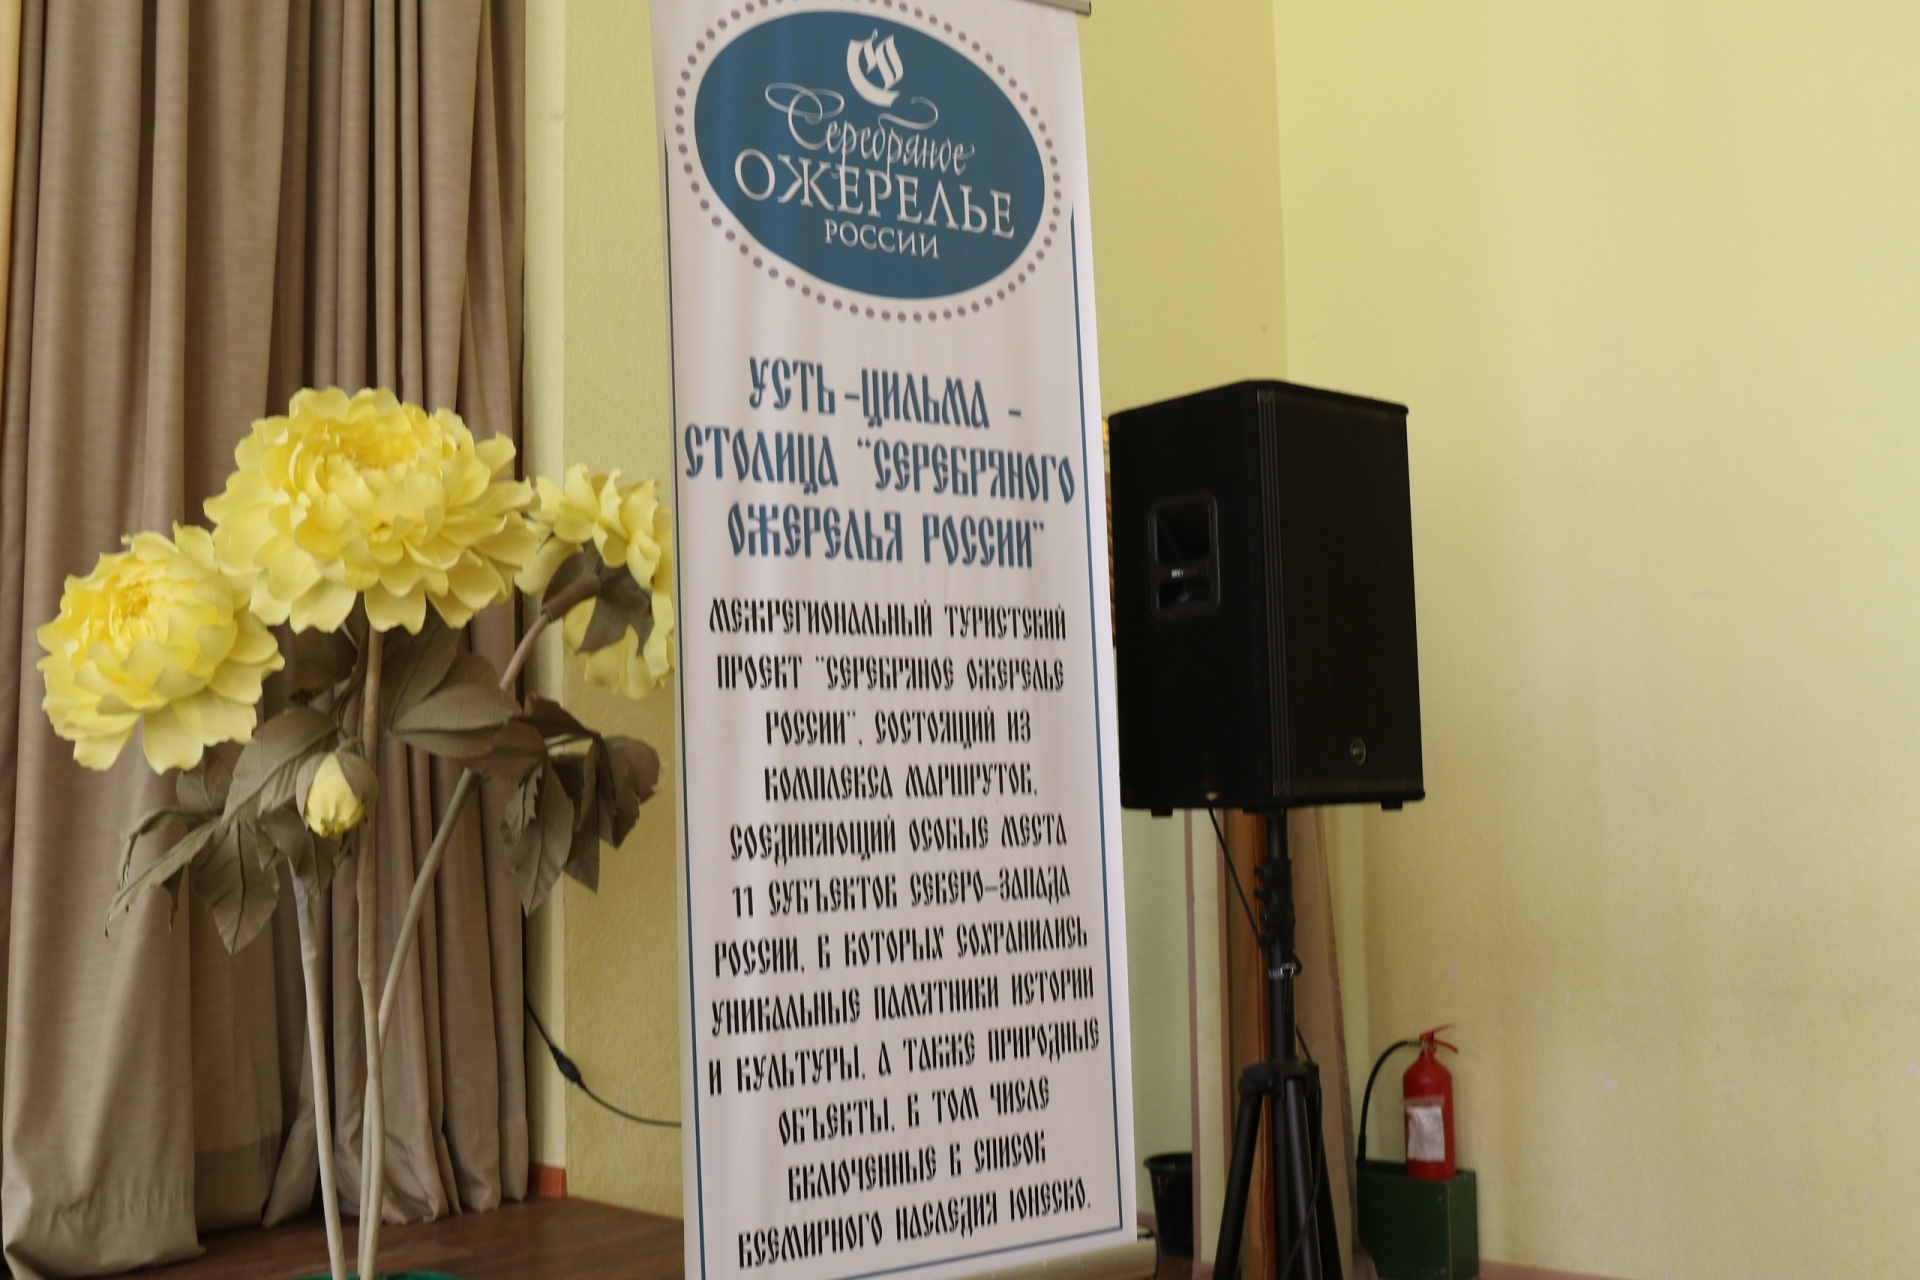 Серебряное
ОЖЕРЕЛЬЕ
РОССИИ
УСТЬ-ЦИЛЬМА -
СТОЛИЦА "СЕРЕБРЯНОГО
ОЖЕРЕЛЬЯ РОССИИ"
МЕЖРЕГИОНАЛЬНЫЙ ТУРИСТСКИЙ
ПРОЕКТ "СЕРЕБРЯНОЕ ОЖЕРЕЛЬЕ
РОССИИ", СОСТОЯЩИЙ ИЗ
КОМПЛЕКСА МАРШРУТОВ,
СОЕДИНЯЮЩИЙ ОСОБЫЕ МЕСТА
11 СУБЪЕКТОВ СЕВЕРО-ЗАПАДА
РОССИИ, В КОТОРЫХ СОХРАНИЛИСЬ
УНИКАЛЬНЫЕ ПАМЯТНИКИ ИСТОРИИ
И КУЛЬТУРЫ, А ТАКЖЕ ПРИРОДНЫЕ
ОБЪЕКТЫ, В ТОМ ЧИСЛЕ
ВКЛЮЧЕННЫЕ В СПИСОК
ВСЕМИРНОГО НАСЛЕДИЯ ЮНЕСКО.